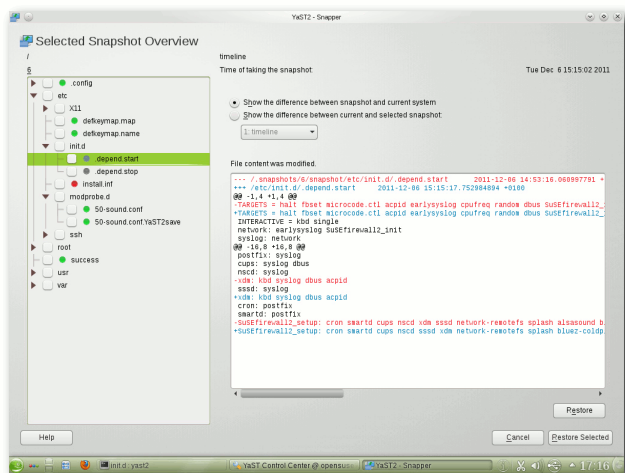 YaST2 - Snapper
Selected Snapshot Overview
/
timeline
6
Time of taking the snapshot:
Tue Dec 6 15:15:02 2011
.config
etc
X11
defkeymap.map
defkeymap.name
init.d
.depend.start
.depend.stop
install.inf
modprobe.d
50-sound.conf
50-sound.conf.YaST2save
ssh
root
success
usr
var
Show the difference between snapshot and current system
Show the difference between current and selected snapshot:
1: timeline
File content was modified.
--- /.snapshots/6/snapshot/etc/init.d/.depend.start 2011-12-06 14:53:16.060997791 +
+++ /etc/init.d/.depend.start 2011-12-06 15:15:17.752984894 +0100
@@ -1,4 +1,4 @@
-TARGETS = halt fbset microcode.ctl acpid earlysyslog cpufreq random dbus SuSEfirewall2_
+TARGETS = halt fbset microcode.ctl acpid earlysyslog cpufreq random dbus SuSEfirewall2_
INTERACTIVE = kbd single
network: earlysyslog SuSEfirewall2_init
syslog: network
@@ -16,8 +16,8 @@
postfix: syslog
cups: syslog dbus
nscd: syslog
-xdm: kbd syslog dbus acpid
sssd: syslog
+xdm: kbd syslog dbus acpid
cron: postfix
smartd: postfix
-SuSEfirewall2_setup: cron smartd cups nscd xdm sssd network-remotefs splash alsasound b
+SuSEfirewall2_setup: cron smartd cups nscd sssd xdm network-remotefs splash bluez-coldp
Restore
Help
Cancel
Restore Selected
init.d : yast2
YaST Control Center @ opensuse
YaST2 - Snapper
17:16